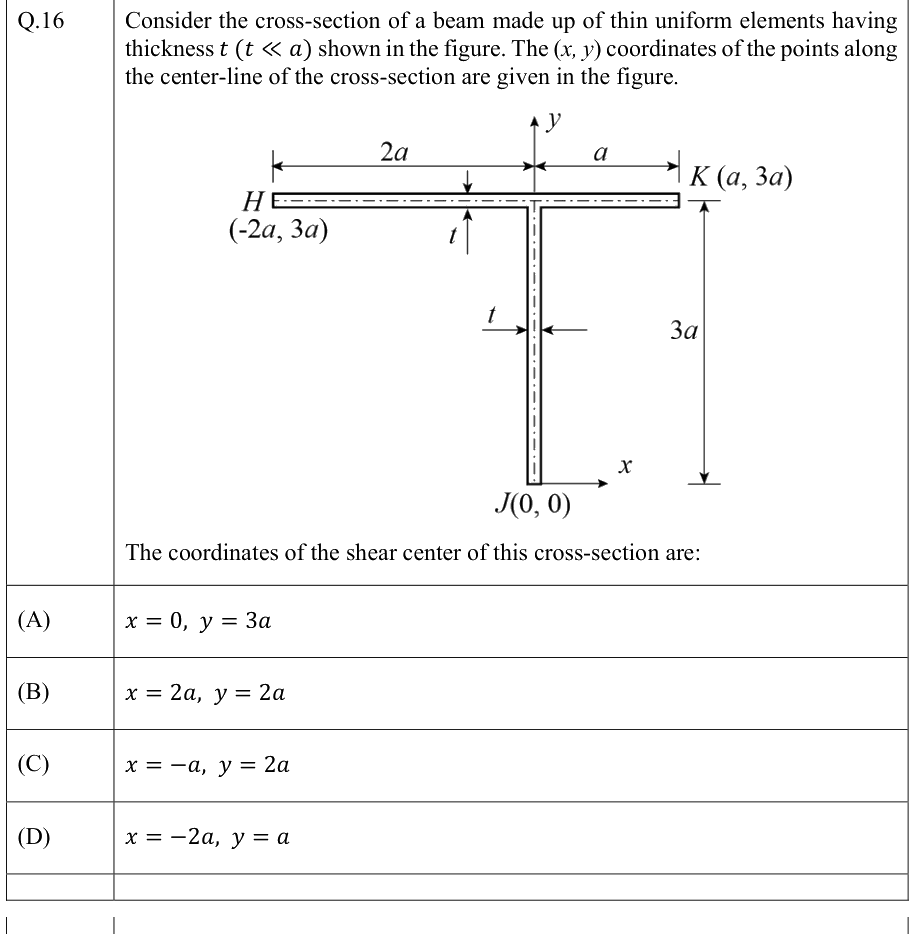 Q.16
Consider the cross-section of a beam made up of thin uniform elements having
thickness t (t ≪ a) shown in the figure. The (x, y) coordinates of the points along
the center-line of the cross-section are given in the figure.
y
2a
a
K (a, 3a)
H
(-2a, 3a)
t
t
3a
x
J(0, 0)
The coordinates of the shear center of this cross-section are:
(A) x = 0, y = 3a
(B) x = 2a, y = 2a
(C) x = −a, y = 2a
(D) x = −2a, y = a